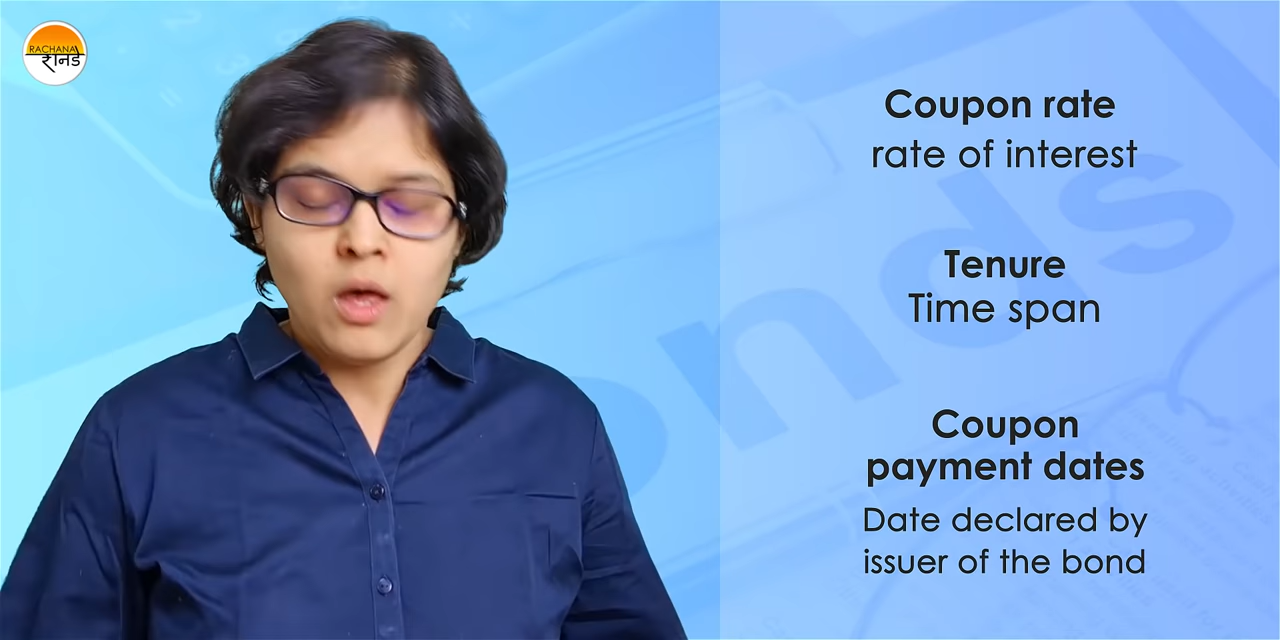 RACHANA
रानडे
Coupon rate
rate of interest
Tenure
Time span
Coupon
payment dates
Date declared by
issuer of the bond
onds